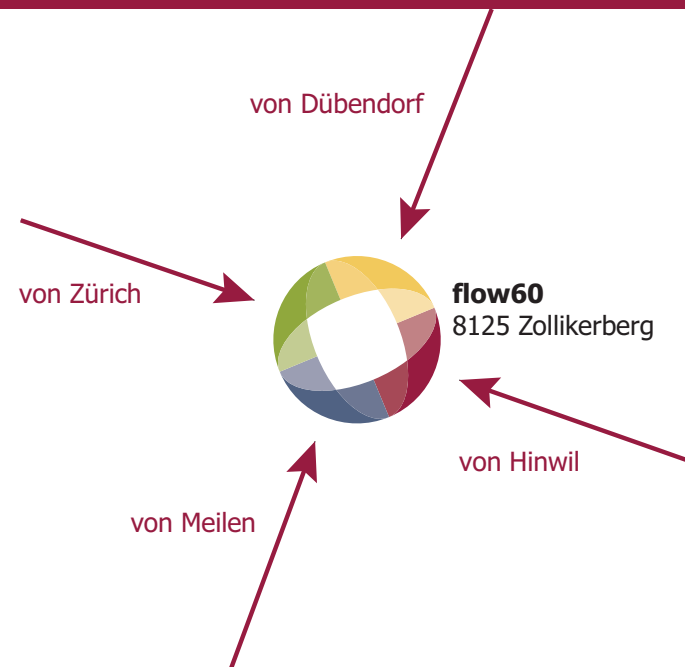 von Dübendorf
von Zürich
flow60
8125 Zollikerberg
von Hinwil
von Meilen